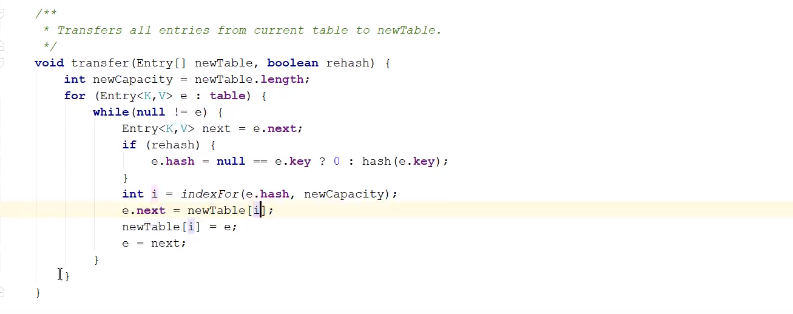 /**
 * Transfers all entries from current table to newTable.
 */
void transfer(Entry[] newTable, boolean rehash) {
    int newCapacity = newTable.length;
    for (Entry<K,V> e : table) {
        while(null != e) {
            Entry<K,V> next = e.next;
            if (rehash) {
                e.hash = null == e.key ? 0 : hash(e.key);
            }
            int i = indexFor(e.hash, newCapacity);
            e.next = newTable[i];
            newTable[i] = e;
            e = next;
        }
    }
}